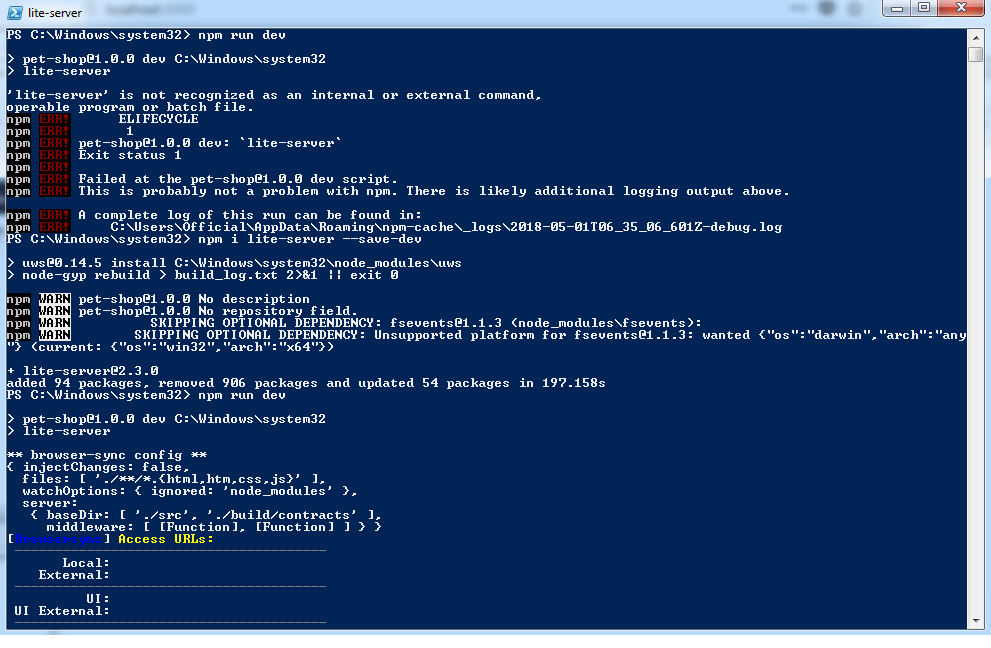 lite-server
PS C:\Windows\system32> npm run dev
> pet-shop@1.0.0 dev C:\Windows\system32
> lite-server
'lite-server' is not recognized as an internal or external command,
operable program or batch file.
npm ERR! ELIFECYCLE
npm ERR! 1
npm ERR! pet-shop@1.0.0 dev: `lite-server`
npm ERR! Exit status 1
npm ERR!
npm ERR! Failed at the pet-shop@1.0.0 dev script.
npm ERR! This is probably not a problem with npm. There is likely additional logging output above.
npm ERR! A complete log of this run can be found in:
npm ERR! C:\Users\Official\AppData\Roaming\npm-cache\_logs\2018-05-01T06_35_06_601Z-debug.log
PS C:\Windows\system32> npm i lite-server --save-dev
> uws@0.14.5 install C:\Windows\system32\node_modules\uws
> node-gyp rebuild > build_log.txt 2>&1 || exit 0
npm WARN pet-shop@1.0.0 No description
npm WARN pet-shop@1.0.0 No repository field.
npm WARN SKIPPING OPTIONAL DEPENDENCY: fsevents@1.1.3 (node_modules\fsevents):
npm WARN SKIPPING OPTIONAL DEPENDENCY: Unsupported platform for fsevents@1.1.3: wanted {"os":"darwin","arch":"any
"} (current: {"os":"win32","arch":"x64"})
+ lite-server@2.3.0
added 94 packages, removed 906 packages and updated 54 packages in 197.158s
PS C:\Windows\system32> npm run dev
> pet-shop@1.0.0 dev C:\Windows\system32
> lite-server
** browser-sync config **
{ injectChanges: false,
files: [ './**/*.{html,htm,css,js}' ],
watchOptions: { ignored: 'node_modules' },
server:
{ baseDir: [ './src', './build/contracts' ],
middleware: [ [Function], [Function] ] } }
[Browsersync] Access URLs:
----------------------------------------
Local:
External:
----------------------------------------
UI:
UI External:
----------------------------------------